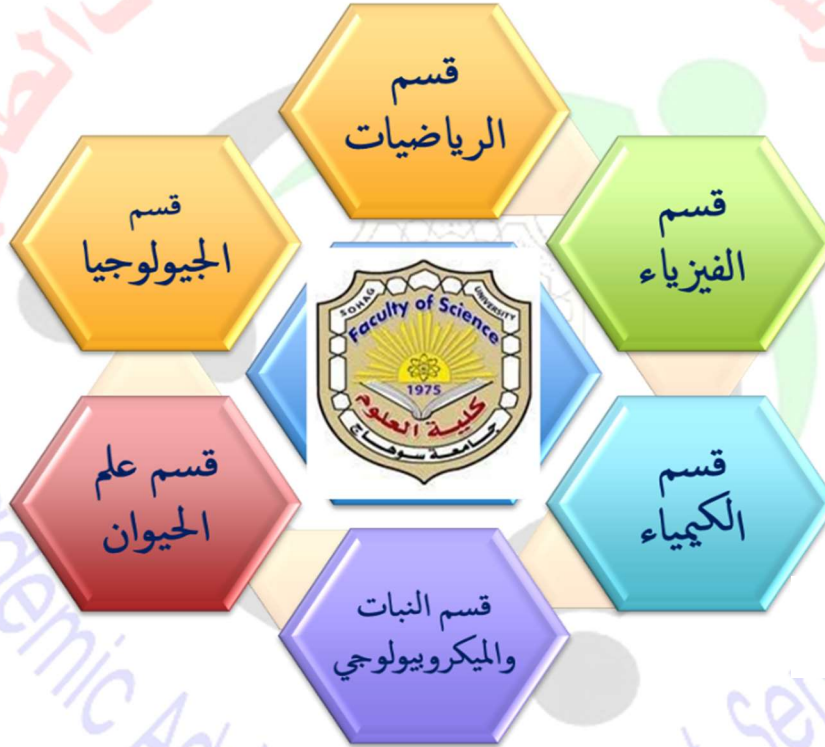 قسم
الرياضيات
قسم
الفيزياء
قسم
الكيمياء
قسم النبات
والميكروبيولوجي
قسم علم
الحيوان
قسم
الجيولوجيا
SOHAG UNIVERSITY
Faculty of Science
1975
كلية العلوم
جامعة سوهاج